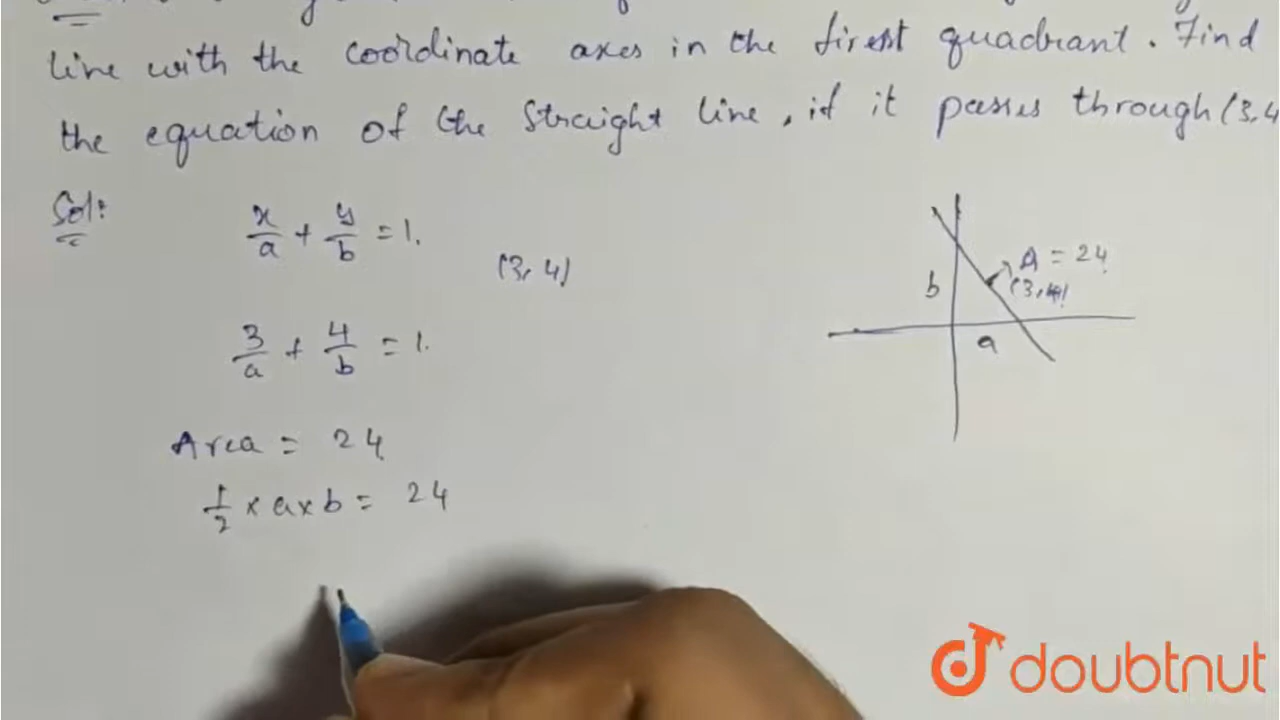 line with the coordinate axes in the first quadrant. Find
the equation of the straight line, if it passes through (3,4
Sol:
x/a + y/b = 1.
(3, 4)
A = 24
(3,4)
b
a
3/a + 4/b = 1.
Area = 24
1/2 × a × b = 24
doubtnut